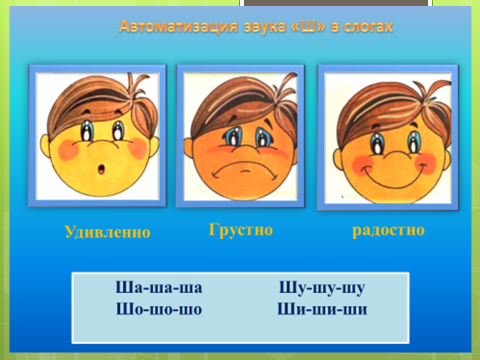 Автоматизация звука «Ш» в слогах
Удивленно Грустно радостно
Ша-ша-ша Шу-шу-шу
Шо-шо-шо Ши-ши-ши